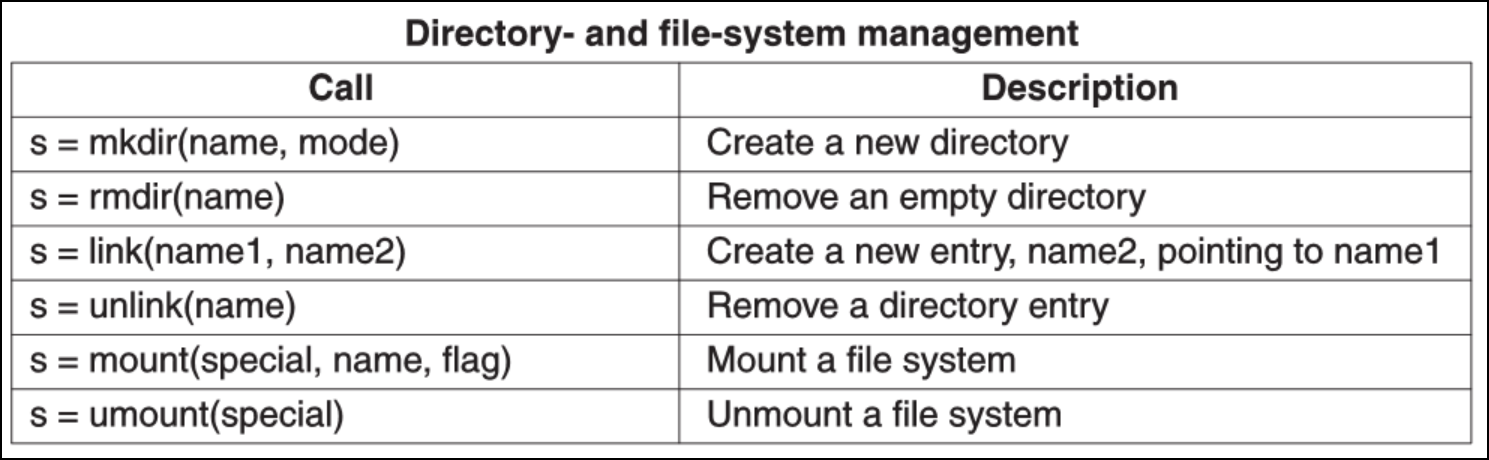 Directory- and file-system management
Call Description
s = mkdir(name, mode) Create a new directory
s = rmdir(name) Remove an empty directory
s = link(name1, name2) Create a new entry, name2, pointing to name1
s = unlink(name) Remove a directory entry
s = mount(special, name, flag) Mount a file system
s = umount(special) Unmount a file system